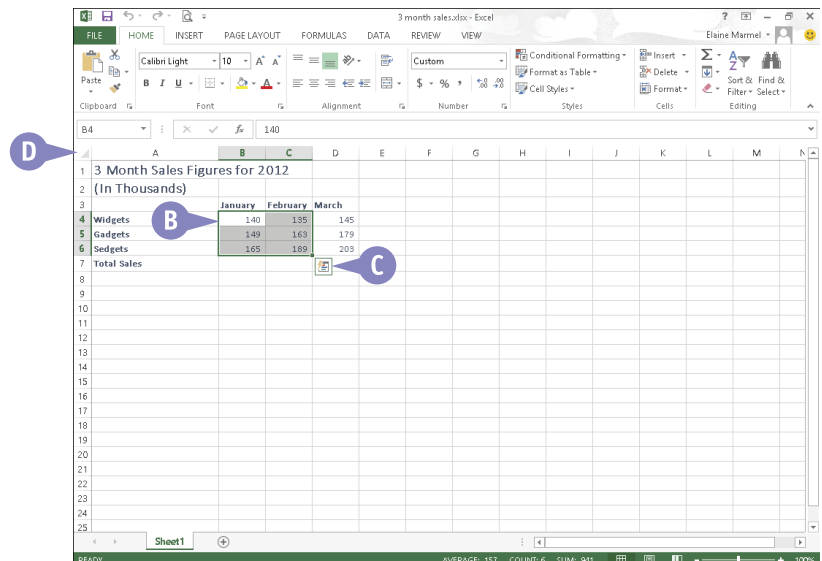 3 month sales.xlsx - Excel
FILE HOME INSERT PAGE LAYOUT FORMULAS DATA REVIEW VIEW Elaine Marmel
Calibri Light 10 A A Custom Conditional Formatting Insert Σ A Z
Paste B I U A $ % , .00 Format as Table Delete Sort & Find &
Cell Styles Format Filter Select
Clipboard Font Alignment Number Styles Cells Editing
B4 fx 140
D
A B C D E F G H I J K L M N
1 3 Month Sales Figures for 2012
2 (In Thousands)
3 January February March
4 Widgets B 140 135 145
5 Gadgets 149 163 179
6 Sedgets 165 189 203
7 Total Sales C
8
9
10
11
12
13
14
15
16
17
18
19
20
21
22
23
24
25
Sheet1
READY AVERAGE: 157 COUNT: 6 SUM: 941 100%